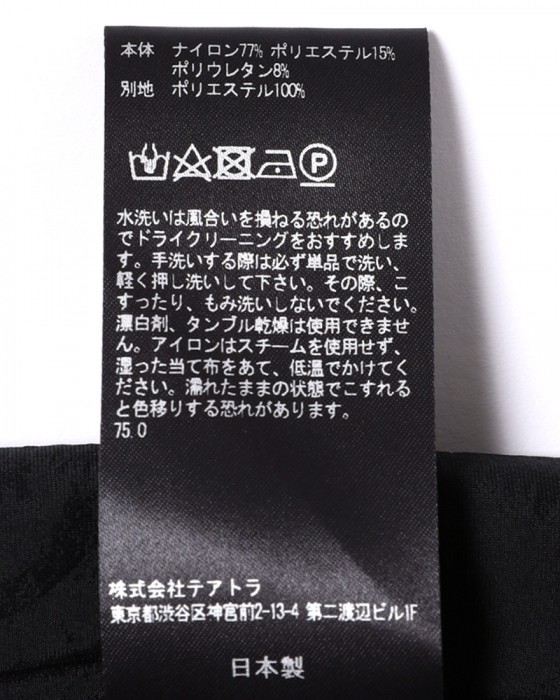 本体 ナイロン77% ポリエステル15%
ポリウレタン8%
別地 ポリエステル100%
P
水洗いは風合いを損ねる恐れがあるの
でドライクリーニングをおすすめしま
す。手洗いする際は必ず単品で洗い、
軽く押し洗いして下さい。その際、こ
すったり、もみ洗いしないでください。
漂白剤、タンブル乾燥は使用できませ
ん。アイロンはスチームを使用せず、
湿った当て布をあて、低温でかけてく
ださい。濡れたままの状態でこすれる
と色移りする恐れがあります。
75.0
株式会社テアトラ
東京都渋谷区神宮前2-13-4 第二渡辺ビル1F
日本製